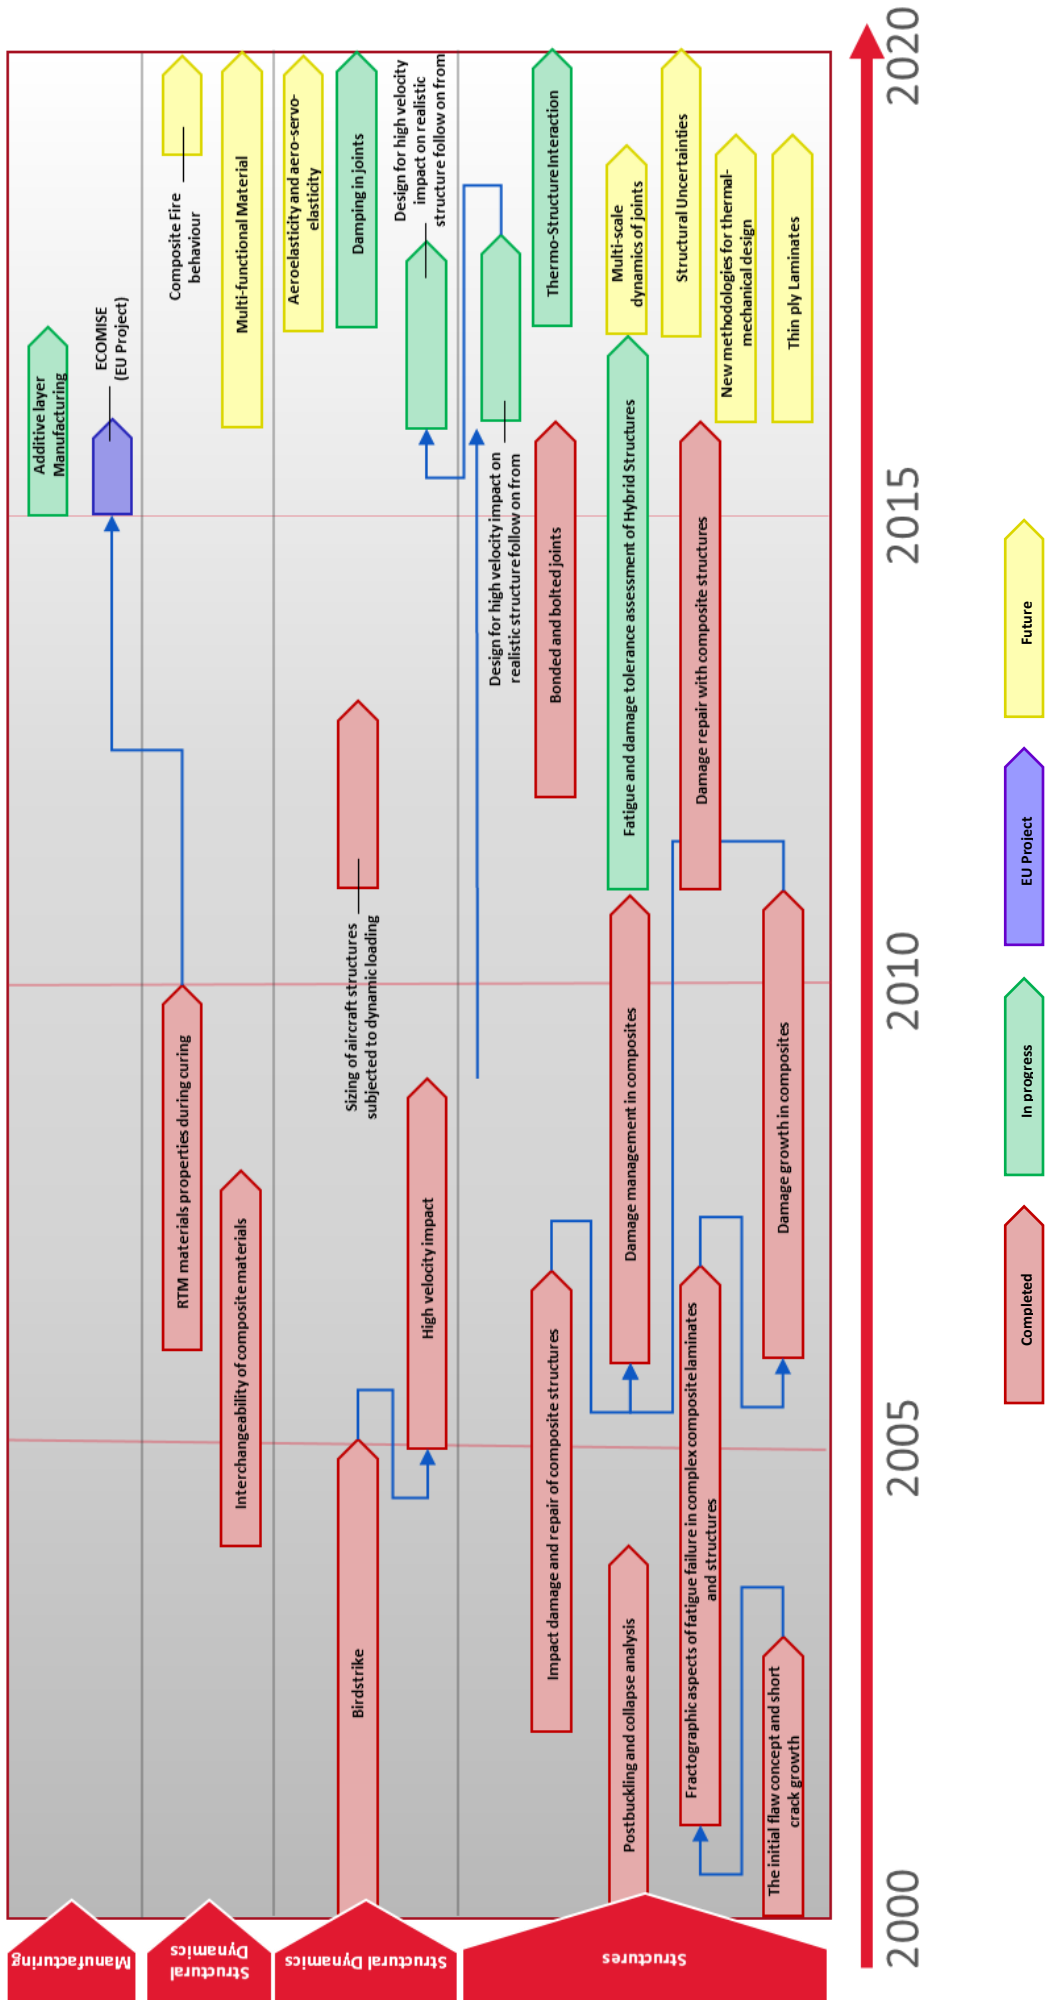 Manufacturing
Additive layer
Manufacturing
ECOMISE
(EU Project)
Structural
Dynamics
RTM materials properties during curing
Composite Fire
behaviour
Interchangeability of composite materials
Multi-functional Material
Structural Dynamics
Aeroelasticity and aero-servo-
elasticity
Birdstrike
Sizing of aircraft structures
subjected to dynamic loading
Damping in joints
High velocity impact
Design for high velocity
impact on realistic
structure follow on from
Structures
Design for high velocity impact on
realistic structure follow on from
Impact damage and repair of composite structures
Bonded and bolted joints
Thermo-Structure Interaction
Postbuckling and collapse analysis
Damage management in composites
Fatigue and damage tolerance assessment of Hybrid Structures
Multi-scale
dynamics of joints
Fractographic aspects of fatigue failure in complex composite laminates
and structures
Damage repair with composite structures
Structural Uncertainties
New methodologies for thermal-
mechanical design
The initial flaw concept and short
crack growth
Damage growth in composites
Thin ply Laminates
2000
2005
2010
2015
2020
Completed
In progress
EU Project
Future